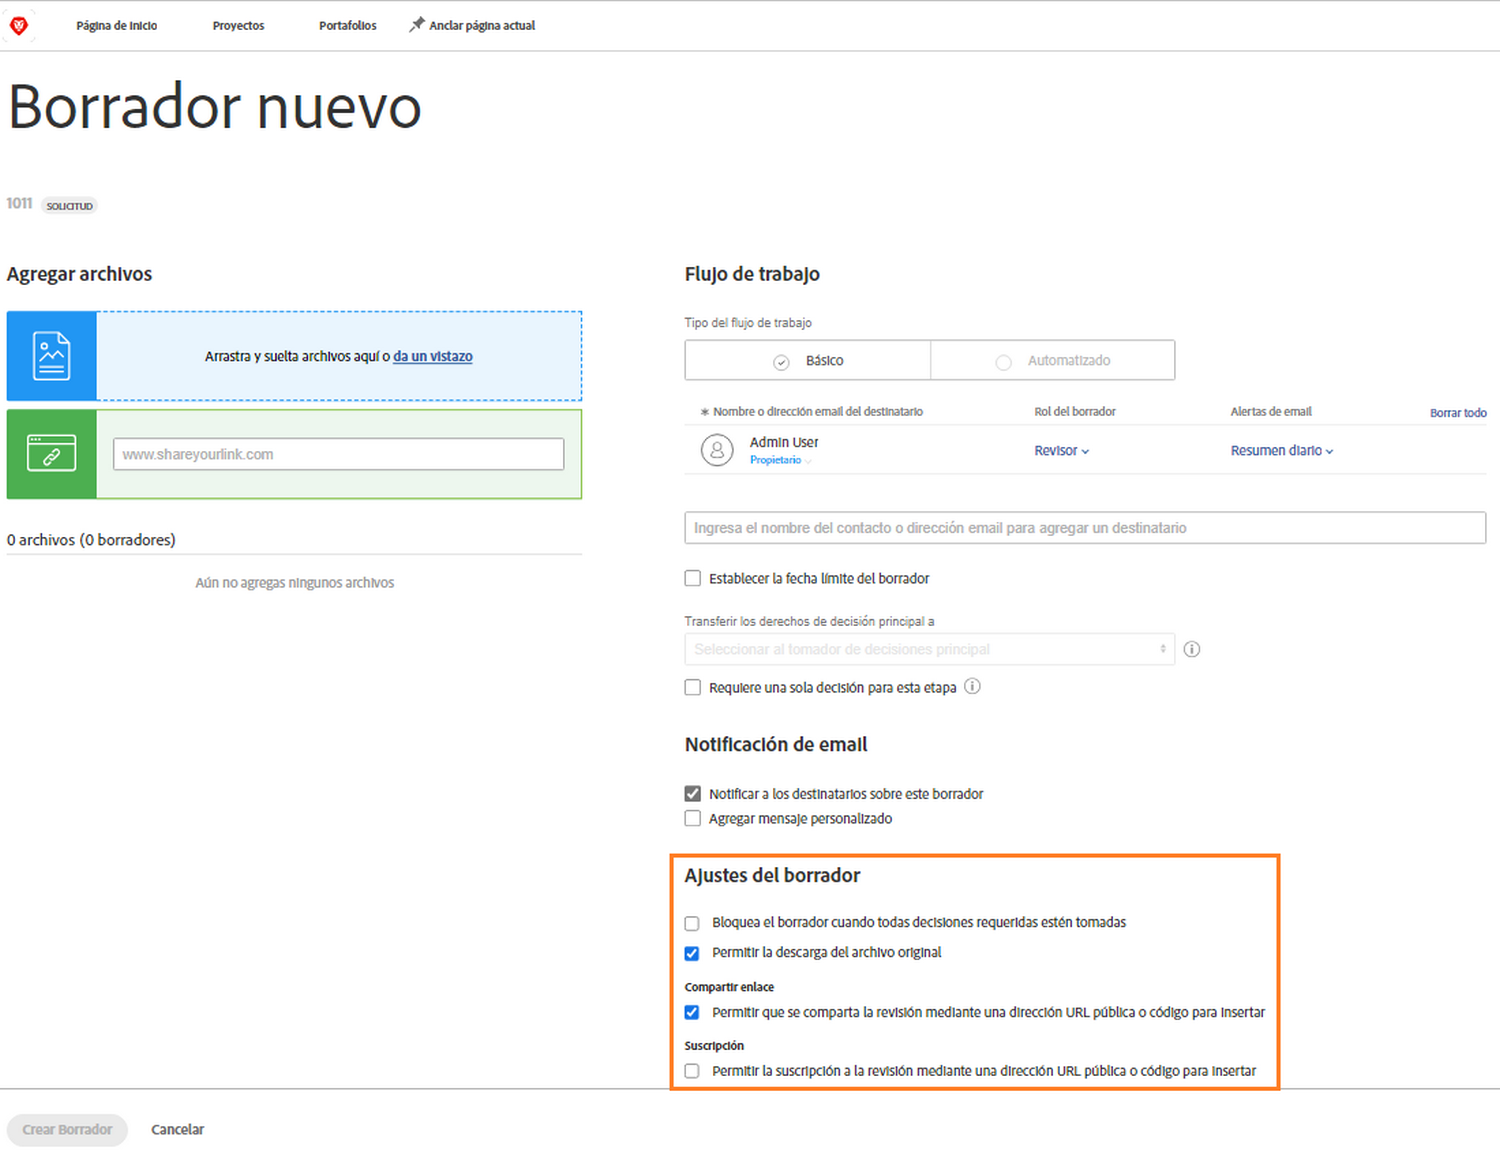 Página de inicio
Proyectos
Portafolios
Anclar página actual
Borrador nuevo
1011 SOLICITUD
Agregar archivos
Arrastra y suelta archivos aquí o da un vistazo
www.shareyourlink.com
0 archivos (0 borradores)
Aún no agregas ningunos archivos
Flujo de trabajo
Tipo del flujo de trabajo
Básico
Automatizado
* Nombre o dirección email del destinatario
Rol del borrador
Alertas de email
Borrar todo
Admin User
Propietario
Revisor
Resumen diario
Ingresa el nombre del contacto o dirección email para agregar un destinatario
Establecer la fecha límite del borrador
Transferir los derechos de decisión principal a
Seleccionar al tomador de decisiones principal
Requiere una sola decisión para esta etapa
Notificación de email
Notificar a los destinatarios sobre este borrador
Agregar mensaje personalizado
Ajustes del borrador
Bloquea el borrador cuando todas decisiones requeridas estén tomadas
Permitir la descarga del archivo original
Compartir enlace
Permitir que se comparta la revisión mediante una dirección URL pública o código para insertar
Suscripción
Permitir la suscripción a la revisión mediante una dirección URL pública o código para insertar
Crear Borrador
Cancelar